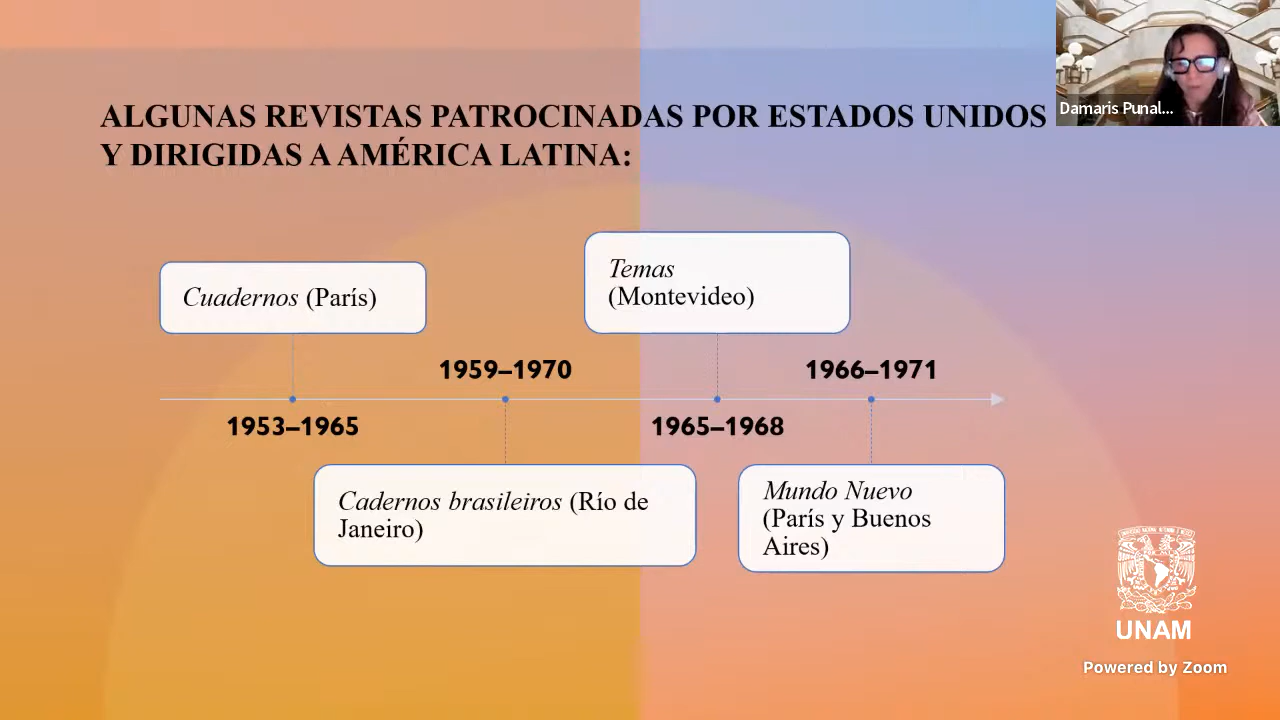 ALGUNAS REVISTAS PATROCINADAS POR ESTADOS UNIDOS
Y DIRIGIDAS A AMÉRICA LATINA:
Damaris Punal...
Cuadernos (París)
1953–1965
1959–1970
Cadernos brasileiros (Río de
Janeiro)
Temas
(Montevideo)
1965–1968
1966–1971
Mundo Nuevo
(París y Buenos
Aires)
UNAM
Powered by Zoom